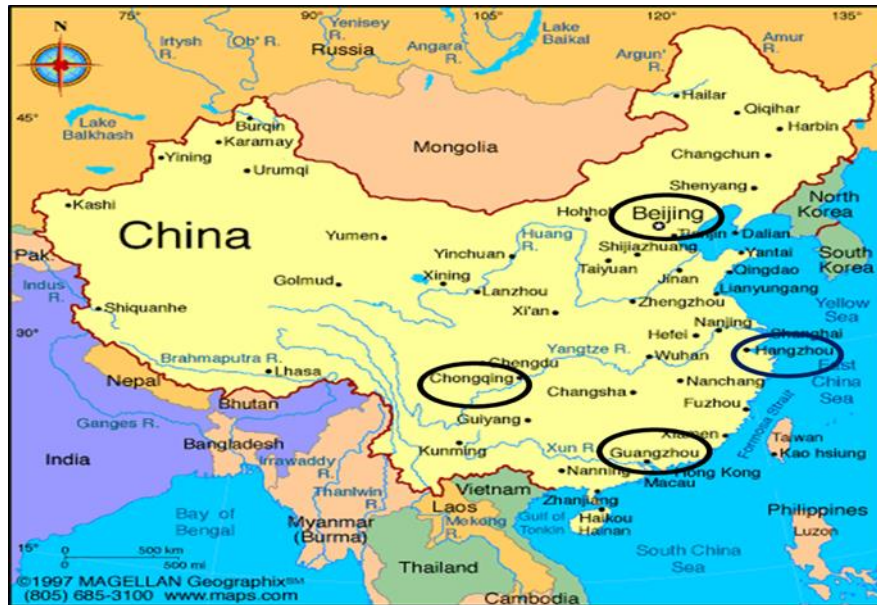 75°
105°
120°
135°
N
Irtysh
R.
Ob' R.
Yenisey
R.
Angara
R.
Lake
Baikal
Argun'
R.
Amur
R.
Russia
45°
Lake
Balkhash
Burqin
Karamay
Yining
Urumqi
Kashi
Mongolia
Hailar
Qiqihar
Harbin
Changchun
Shenyang
North
Korea
China
Yumen
Hohhot
Beijing
Tianjin
Dalian
Huang
R.
Shijiazhuang
Yantai
South
Korea
Pak.
Yinchuan
Taiyuan
Qingdao
Indus
R.
Golmud
Xining
Jinan
Lianyungang
Lanzhou
Zhengzhou
Yellow
Sea
Shiquanhe
Xi'an
Nanjing
30°
Hefei
Shanghai
Hangzhou
Brahmaputra R.
Chengdu
Yangtze R.
Wuhan
East
China
Sea
Nepal
Lhasa
Chongqing
Nanchang
Changsha
Bhutan
Fuzhou
Ganges R.
Guiyang
Formosa Strait
Bangladesh
Kunming
Xun R
Xiamen
Taiwan
India
Irrawaddy
R.
Guangzhou
Kao hsiung
Nanning
Hong Kong
Macau
Thanlwin
R.
Vietnam
Zhanjiang
Laos
Philippines
Bay of
Bengal
Myanmar
(Burma)
Mekong
R.
Gulf of
Tonkin
Haikou
Hainan
Luzon
15°
0
500 km
500 mi
South China
Sea
Thailand
©1997 MAGELLAN Geographix℠
(805) 685-3100 www.maps.com
Cambodia